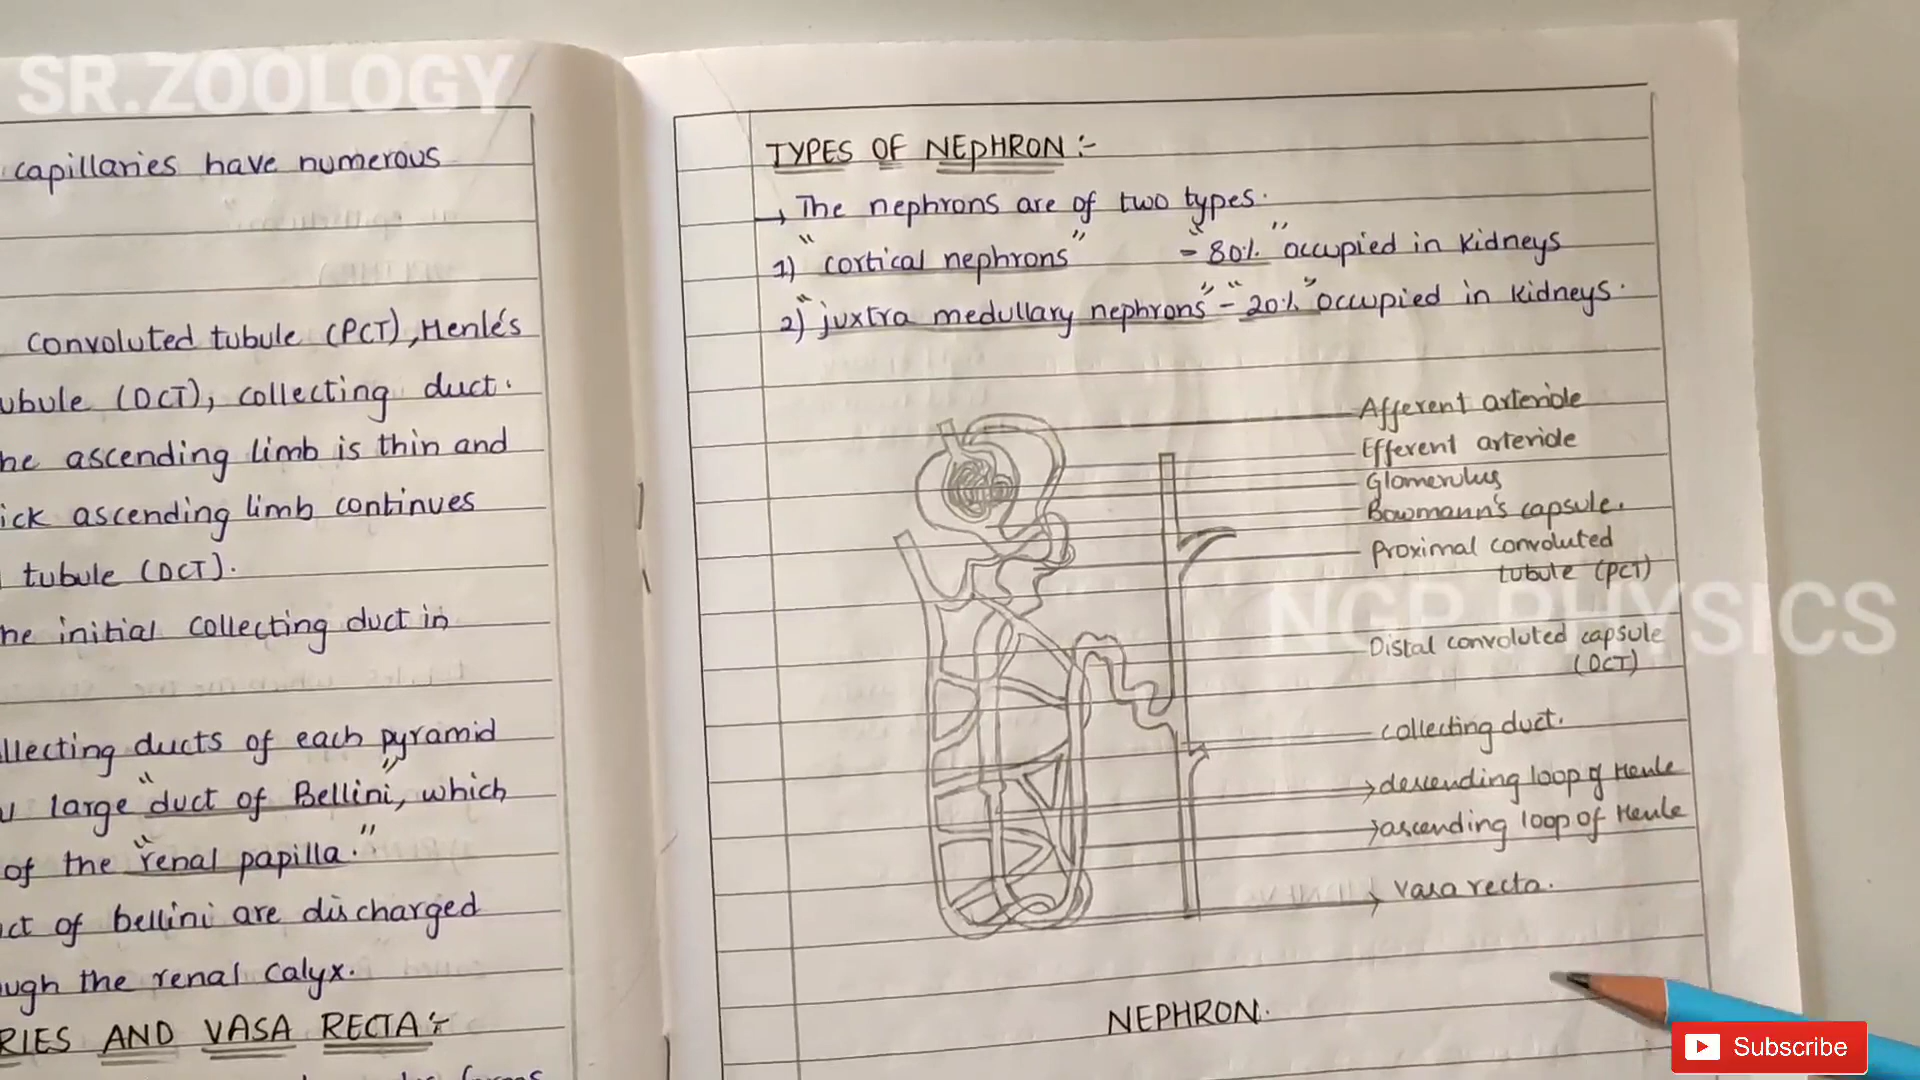 SR.ZOOLOGY
capillaries have numerous
convoluted tubule (PCT), Henle's
ubule (DCT), collecting duct.
he ascending limb is thin and
ick ascending limb continues
tubule (DCT).
he initial collecting duct in
llecting ducts of each pyramid
large "duct of Bellini", which
of the "renal papilla."
ct of bellini are discharged
ugh the renal calyx.
RIES AND VASA RECTA:-
TYPES OF NEPHRON :-
→ The nephrons are of two types.
1) "cortical nephrons" - "80%" occupied in kidneys
2) "juxtra medullary nephrons" - "20%" occupied in kidneys.
Afferent arteriole
Efferent arteriole
Glomerulus
Bowmann's capsule.
proximal convoluted
tubule (PCT)
NGP PHYSICS
Distal convoluted capsule
(DCT)
collecting duct.
descending loop of Henle
ascending loop of Henle
vasa recta.
NEPHRON.
Subscribe